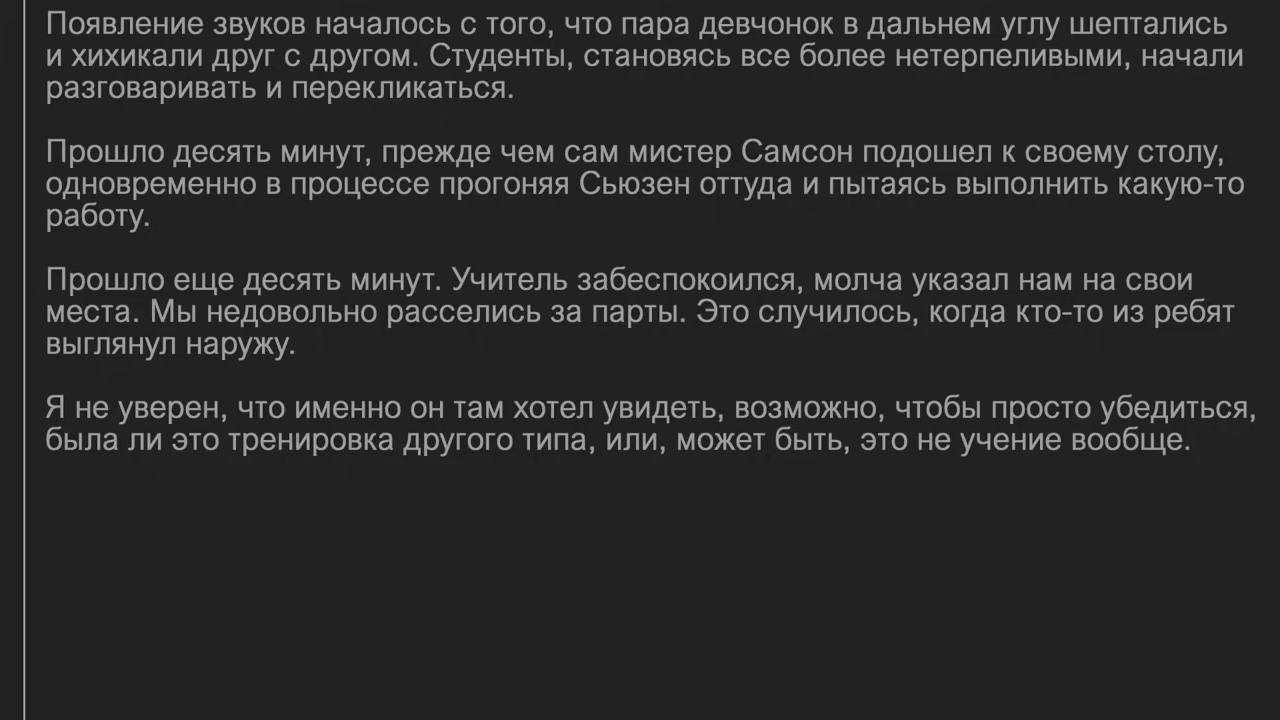 Появление звуков началось с того, что пара девчонок в дальнем углу шептались
и хихикали друг с другом. Студенты, становясь все более нетерпеливыми, начали
разговаривать и перекликаться.
Прошло десять минут, прежде чем сам мистер Самсон подошел к своему столу,
одновременно в процессе прогоняя Сьюзен оттуда и пытаясь выполнить какую-то
работу.
Прошло еще десять минут. Учитель забеспокоился, молча указал нам на свои
места. Мы недовольно расселись за парты. Это случилось, когда кто-то из ребят
выглянул наружу.
Я не уверен, что именно он там хотел увидеть, возможно, чтобы просто убедиться,
была ли это тренировка другого типа, или, может быть, это не учение вообще.